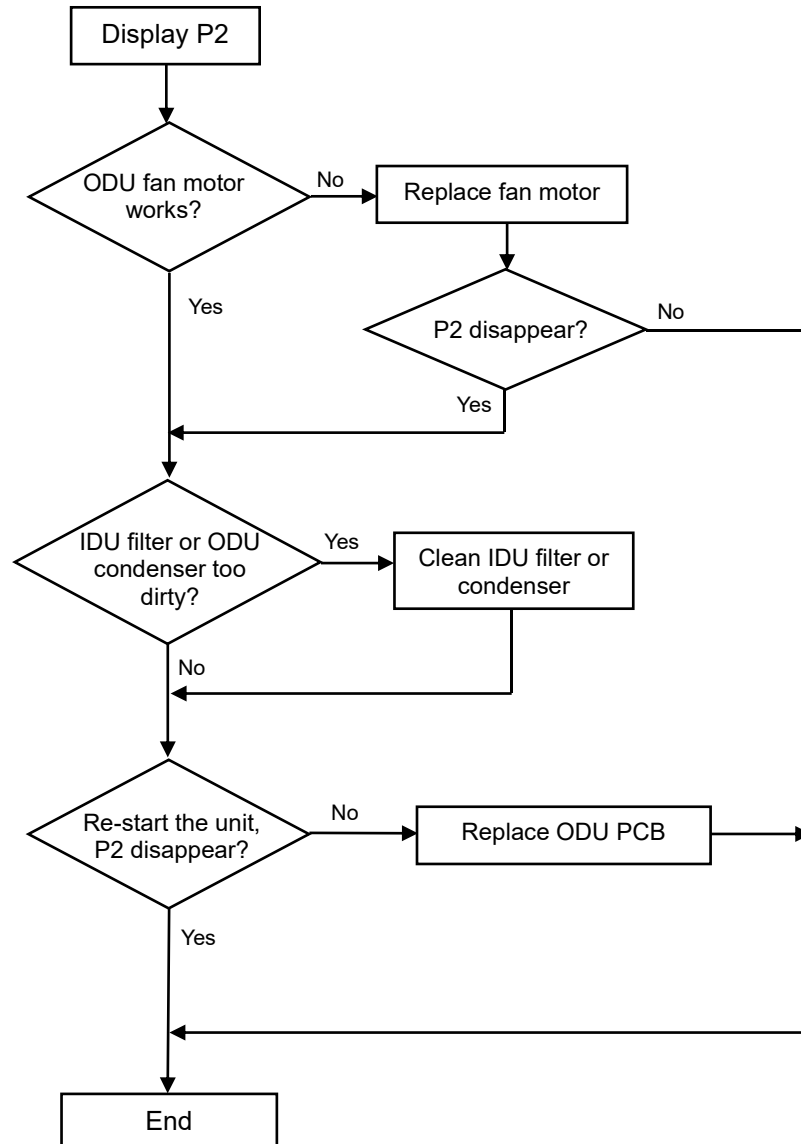 Display P2
ODU fan motor
works?
No
Replace fan motor
Yes
P2 disappear?
No
Yes
IDU filter or ODU
condenser too
dirty?
Yes
Clean IDU filter or
condenser
No
Re-start the unit,
P2 disappear?
No
Replace ODU PCB
Yes
End